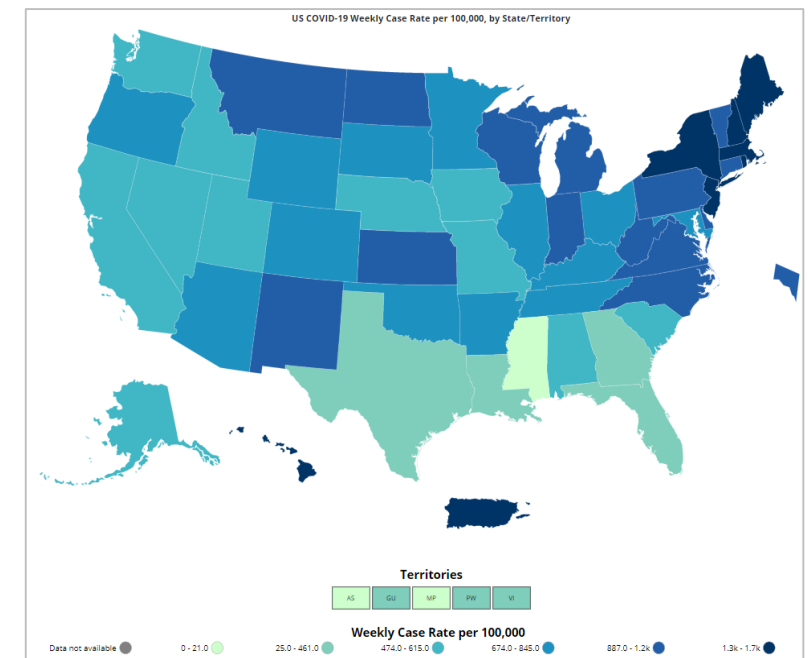 US COVID-19 Weekly Case Rate per 100,000, by State/Territory
Territories
AS GU MP PW VI
Weekly Case Rate per 100,000
Data not available 0 - 21.0 25.0 - 461.0 474.0 - 615.0 674.0 - 845.0 887.0 - 1.2k 1.3k - 1.7k